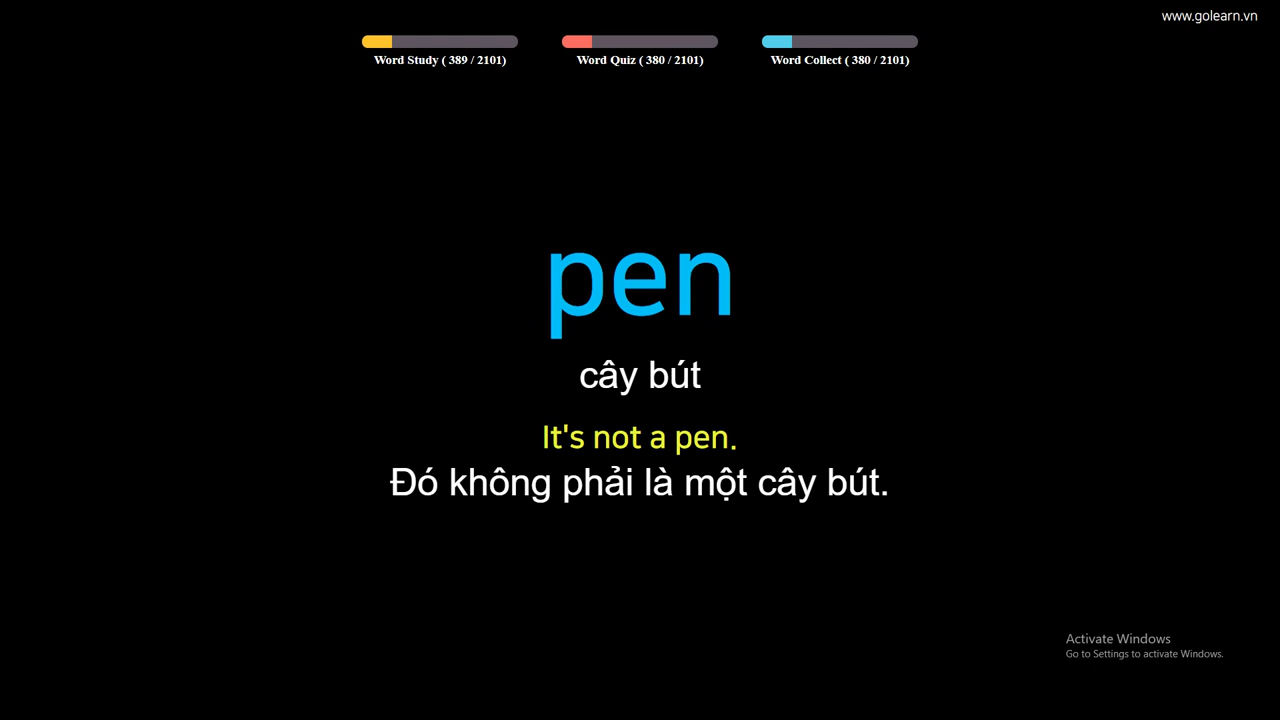 www.golearn.vn
Word Study ( 389 / 2101) Word Quiz ( 380 / 2101) Word Collect ( 380 / 2101)
pen
cây bút
It's not a pen.
Đó không phải là một cây bút.
Activate Windows
Go to Settings to activate Windows.